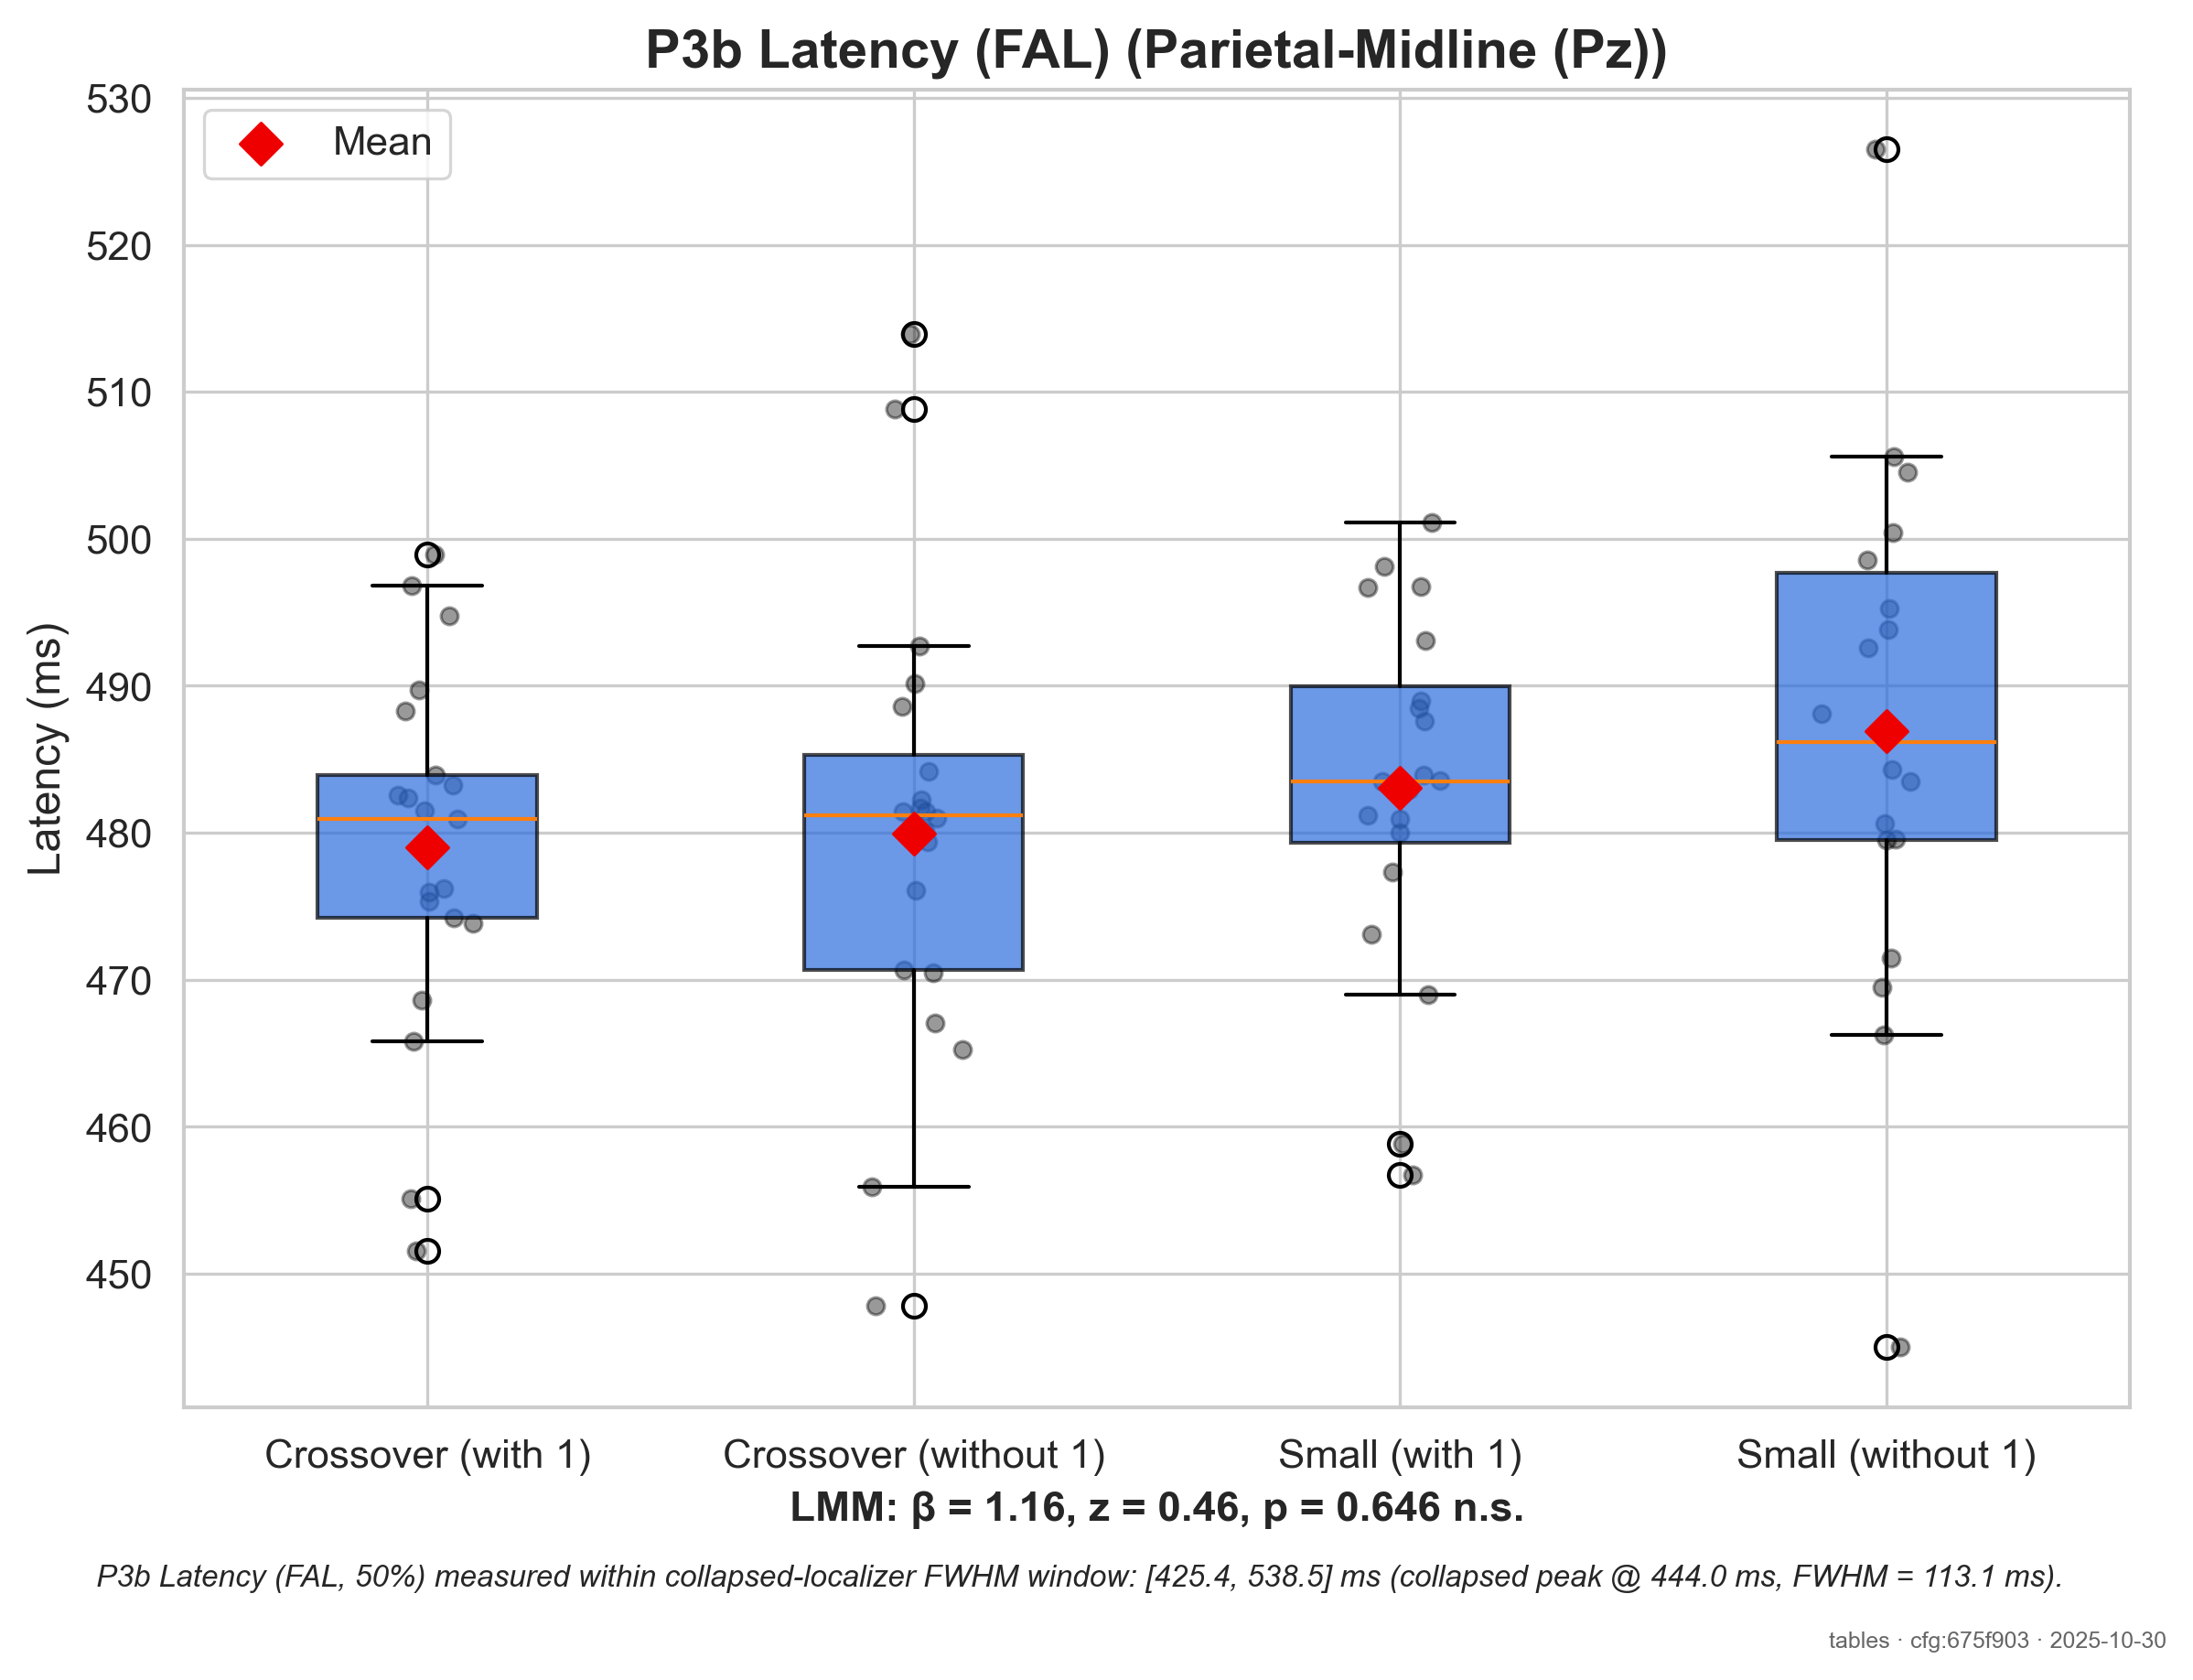 P3b Latency (FAL) (Parietal-Midline (Pz))
530
520
510
500
490
480
470
460
450
Latency (ms)
Mean
Crossover (with 1)
Crossover (without 1)
Small (with 1)
Small (without 1)
LMM: β = 1.16, z = 0.46, p = 0.646 n.s.
P3b Latency (FAL, 50%) measured within collapsed-localizer FWHM window: [425.4, 538.5] ms (collapsed peak @ 444.0 ms, FWHM = 113.1 ms).
tables · cfg:675f903 · 2025-10-30